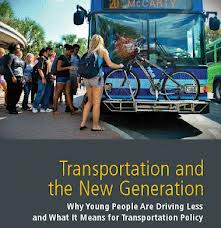 20 McCARTY
Transportation and
the New Generation
Why Young People Are Driving Less
and What It Means for Transportation Policy